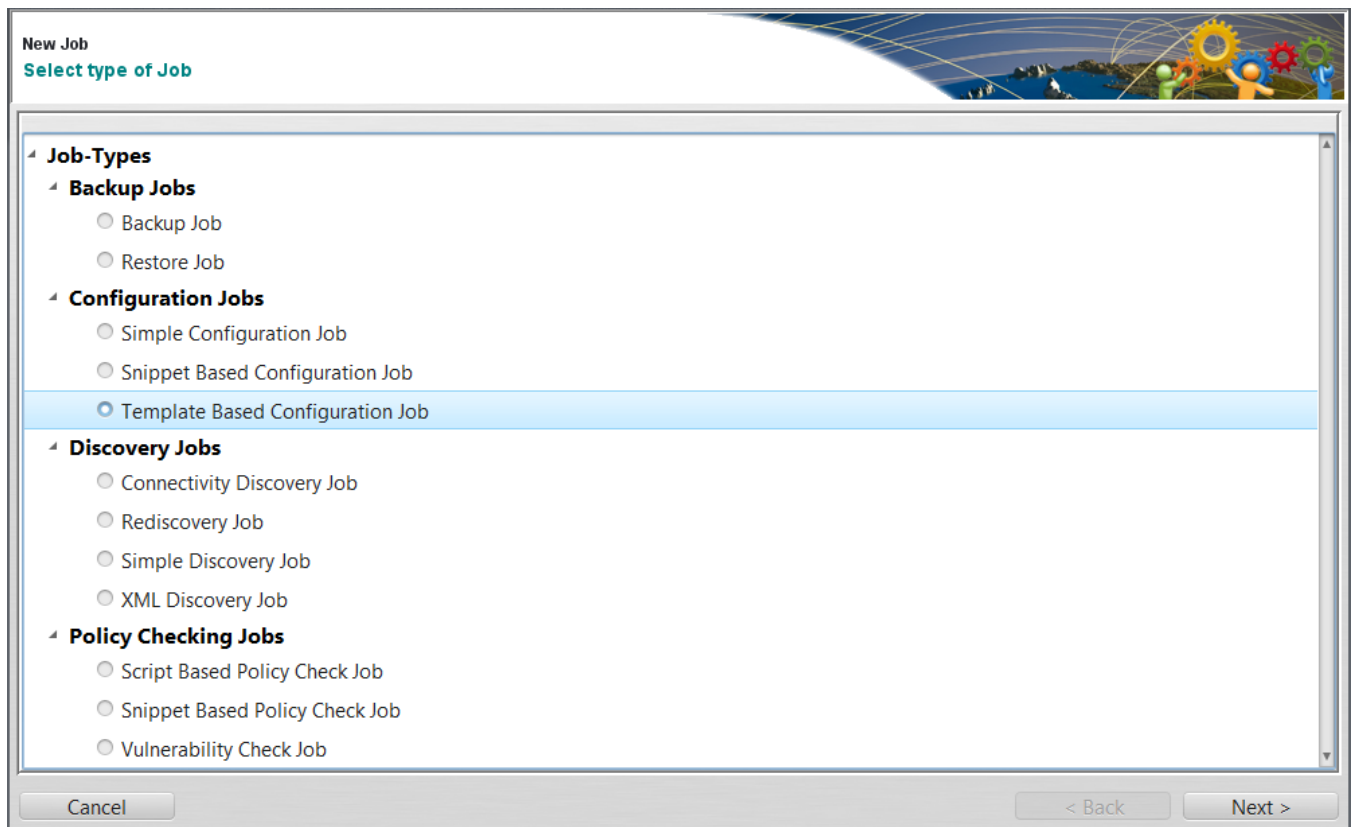 New Job
Select type of Job
Job-Types
Backup Jobs
Backup Job
Restore Job
Configuration Jobs
Simple Configuration Job
Snippet Based Configuration Job
Template Based Configuration Job
Discovery Jobs
Connectivity Discovery Job
Rediscovery Job
Simple Discovery Job
XML Discovery Job
Policy Checking Jobs
Script Based Policy Check Job
Snippet Based Policy Check Job
Vulnerability Check Job
Cancel
< Back
Next >